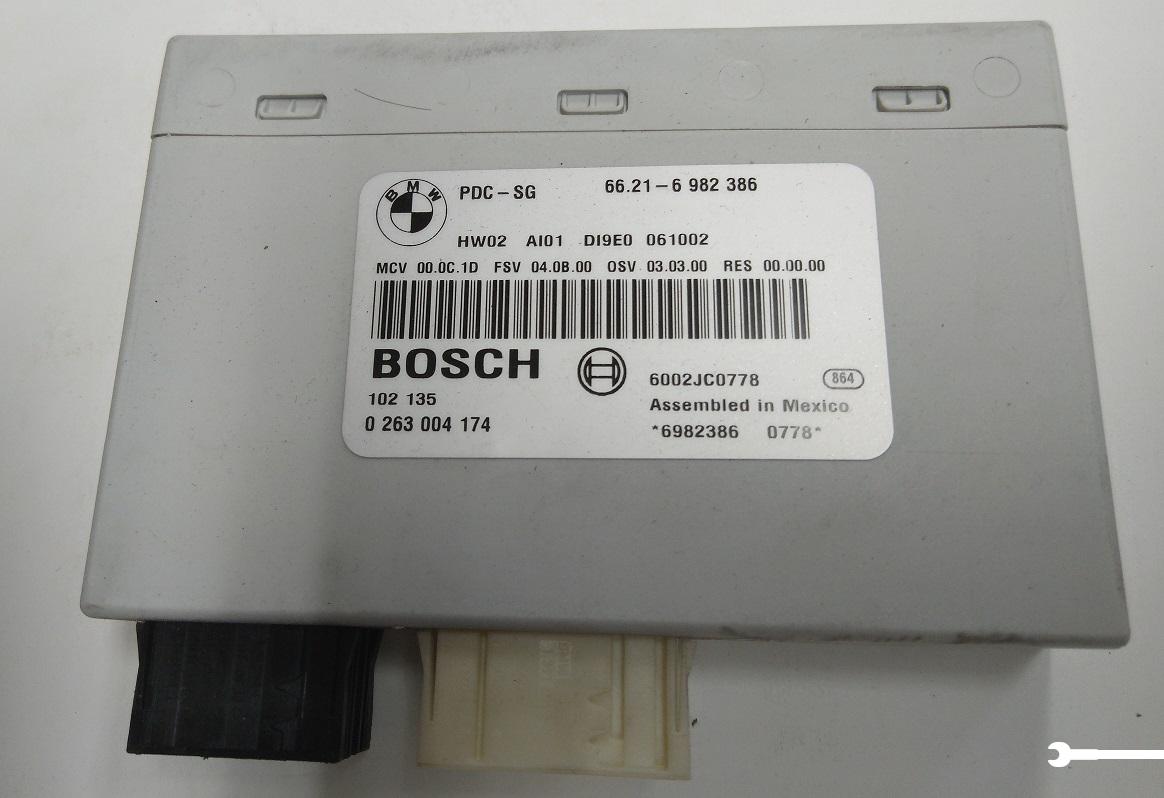 BMW
PDC-SG 66.21-6 982 386
HW02 AI01 DI9E0 061002
MCV 00.0C.1D FSV 04.0B.00 OSV 03.03.00 RES 00.00.00
BOSCH
6002JC0778 864
102 135
Assembled in Mexico
0 263 004 174
*6982386 0778*